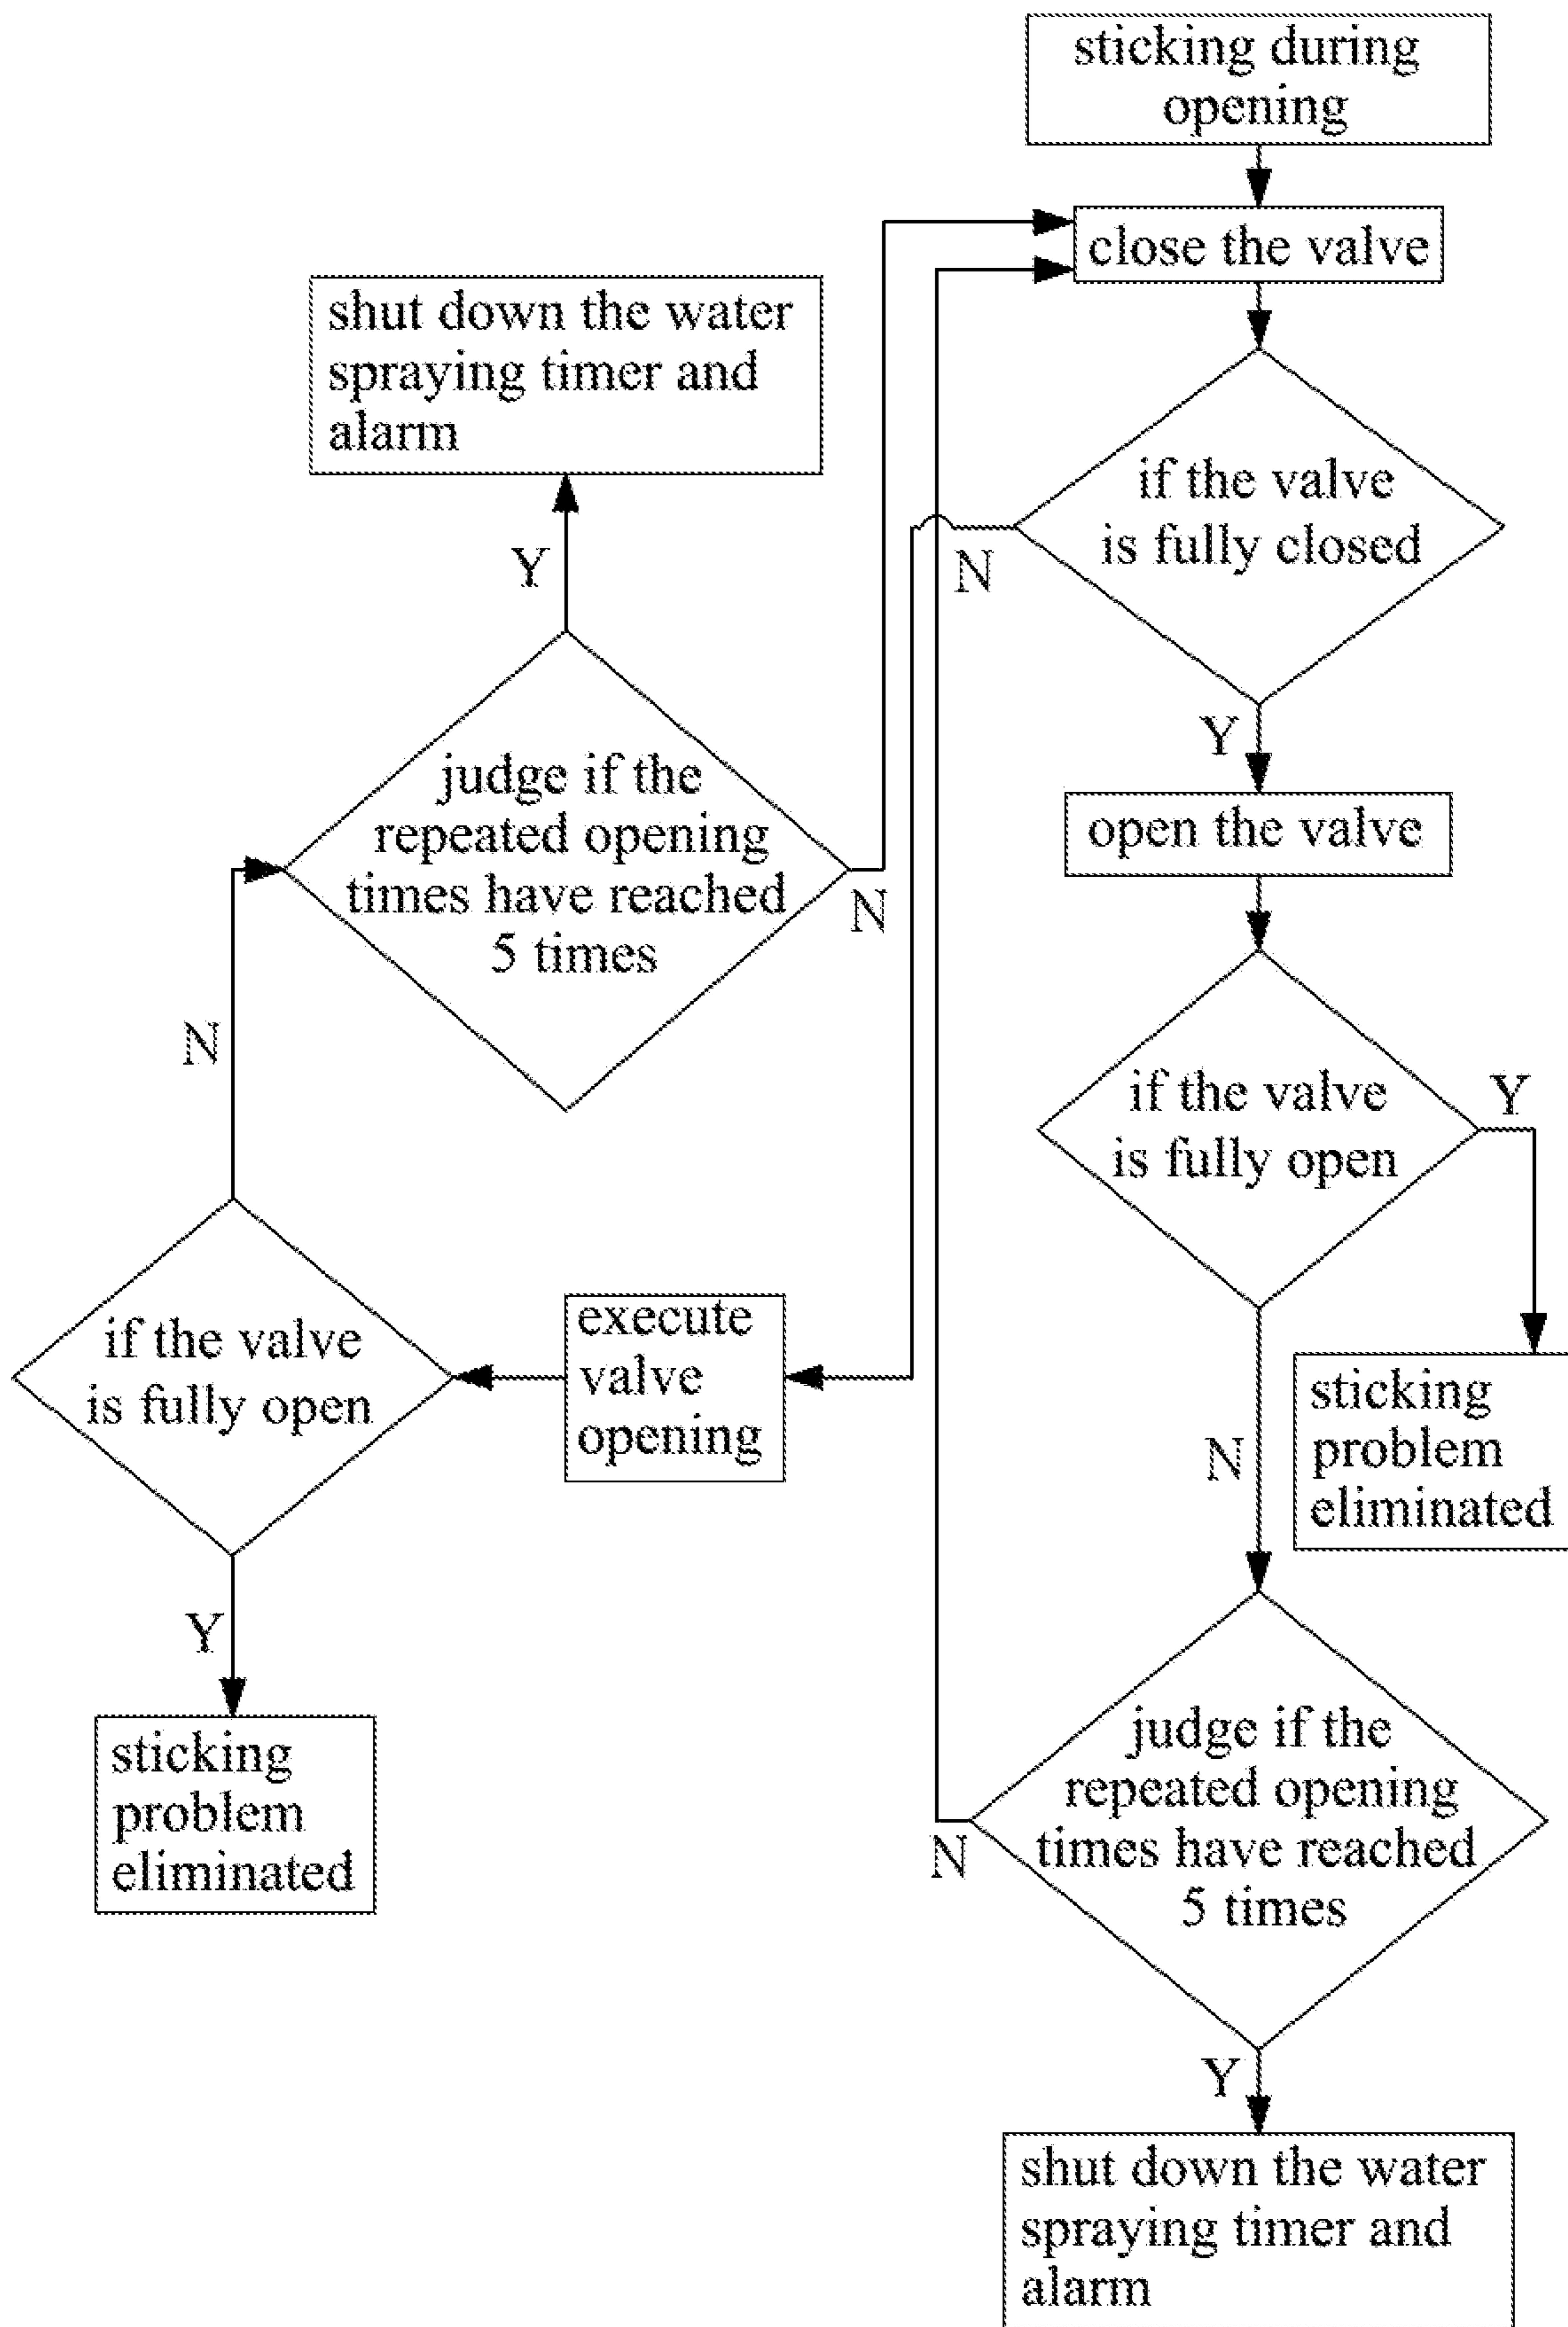 sticking during
opening
close the valve
shut down the water
spraying timer and
alarm
if the valve
is fully closed
N
Y
Y
judge if the
repeated opening
times have reached
5 times
N
open the valve
N
if the valve
is fully open
Y
if the valve
is fully open
execute
valve
opening
sticking
problem
eliminated
N
Y
sticking
problem
eliminated
judge if the
repeated opening
times have reached
5 times
N
Y
shut down the water
spraying timer and
alarm